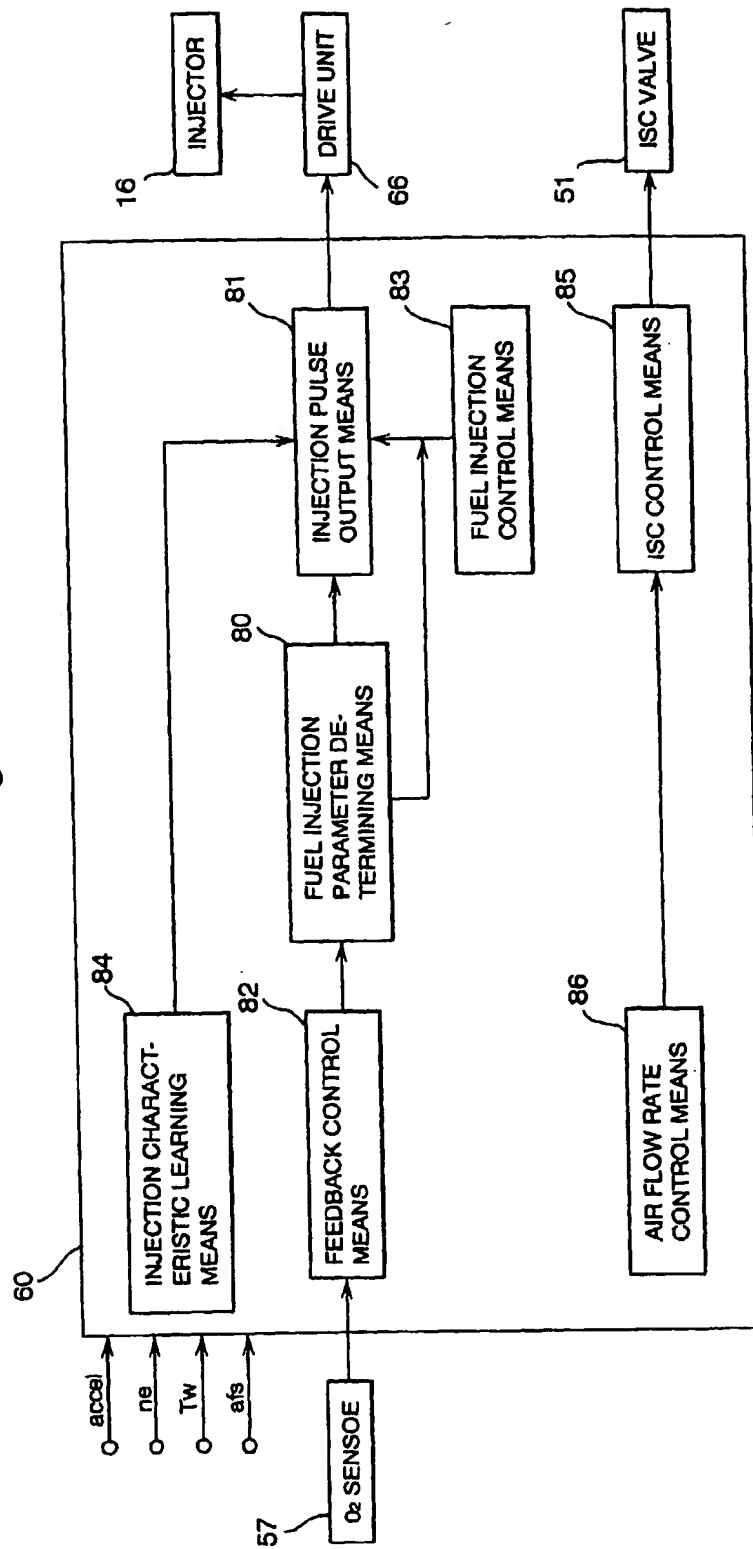 60
accel
ne
Tw
afs
57
O2 SENSOE
84
INJECTION CHARACT-
ERISTIC LEARNING
MEANS
82
FEEDBACK CONTROL
MEANS
86
AIR FLOW RATE
CONTROL MEANS
80
FUEL INJECTION
PARAMETER DE-
TERMINING MEANS
81
INJECTION PULSE
OUTPUT MEANS
83
FUEL INJECTION
CONTROL MEANS
85
ISC CONTROL MEANS
16
INJECTOR
DRIVE UNIT
66
51
ISC VALVE